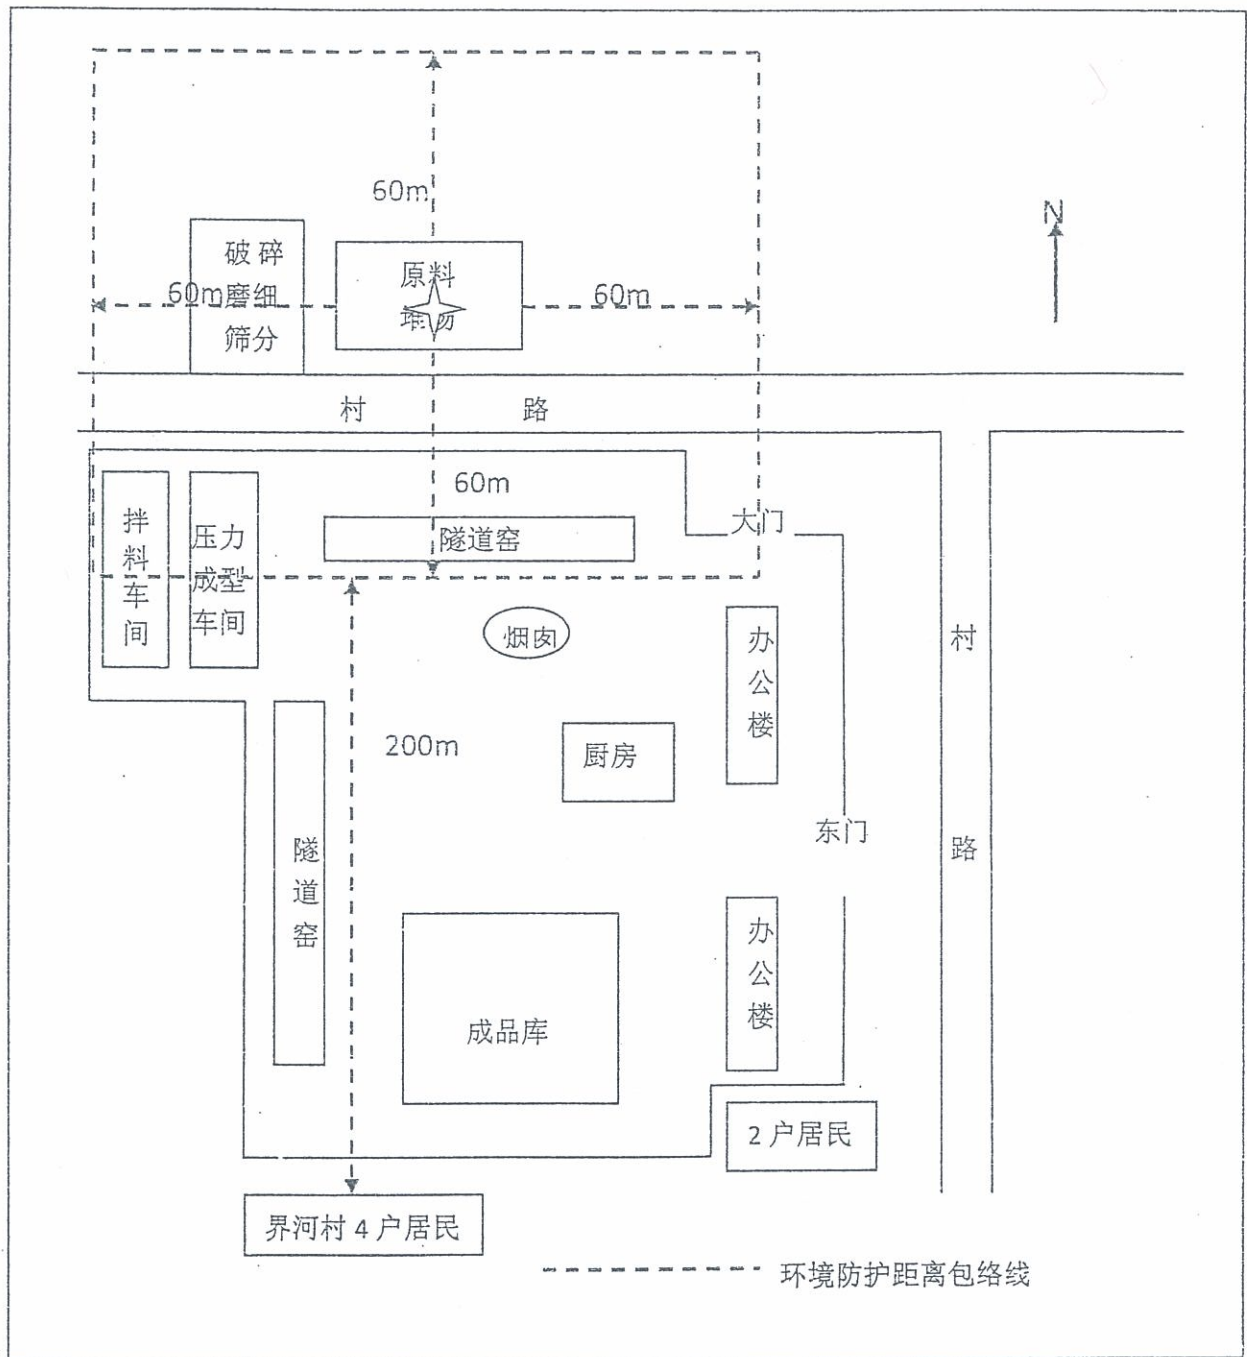 60m
N
破碎
磨细
筛分
原料
堆场
60m
60m
村 路
60m
大门
拌料车间
压力
成型
车间
隧道窑
烟囱
办公楼
村路
200m
厨房
东门
隧道窑
办公楼
成品库
2 户居民
界河村 4 户居民
环境防护距离包络线